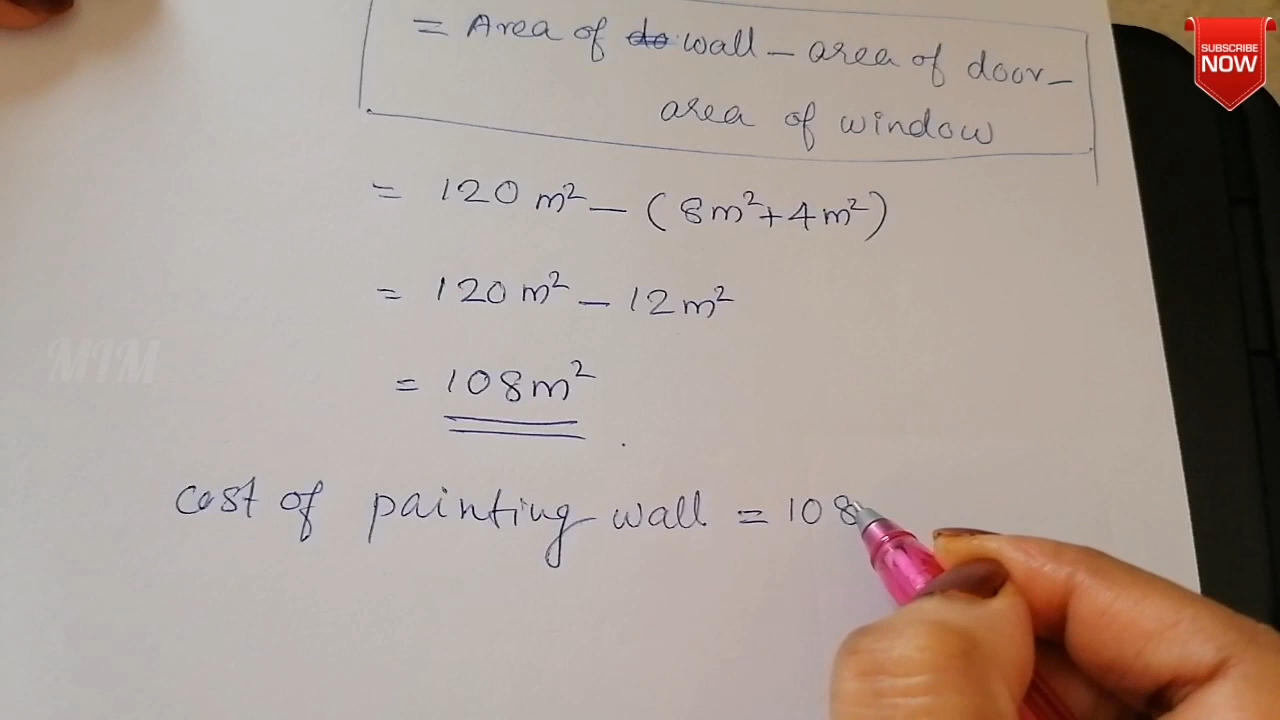 = Area of do wall - area of door -
area of window
= 120 m² - (8m² + 4m²)
= 120 m² - 12 m²
= 108m²
cost of painting wall = 108
SUBSCRIBE
NOW
MIM